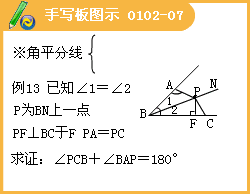 手写板图示 0102-07
※角平分线
例13 已知∠1=∠2
P为BN上一点
PF⊥BC于F PA=PC
求证：∠PCB+∠BAP=180°
A
N
P
1
2
B
F
C